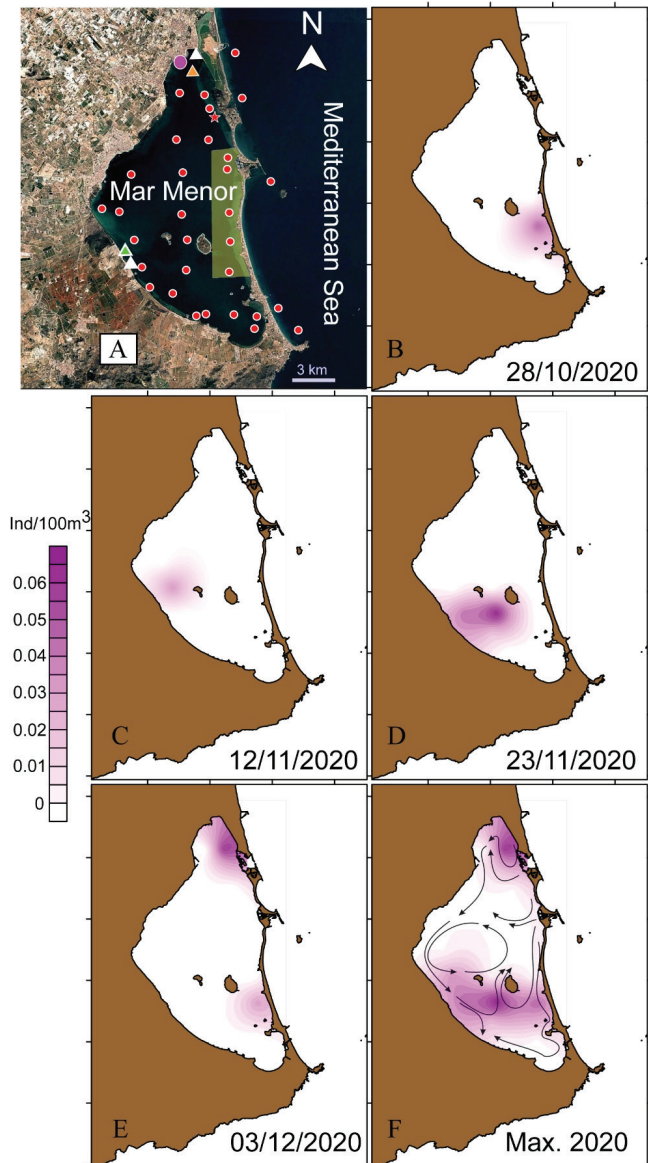 N
Mediterranean Sea
Mar Menor
A
3 km
B
28/10/2020
Ind/100m³
0.06
0.05
0.04
0.03
0.02
0.01
0
C
12/11/2020
D
23/11/2020
E
03/12/2020
F
Max. 2020